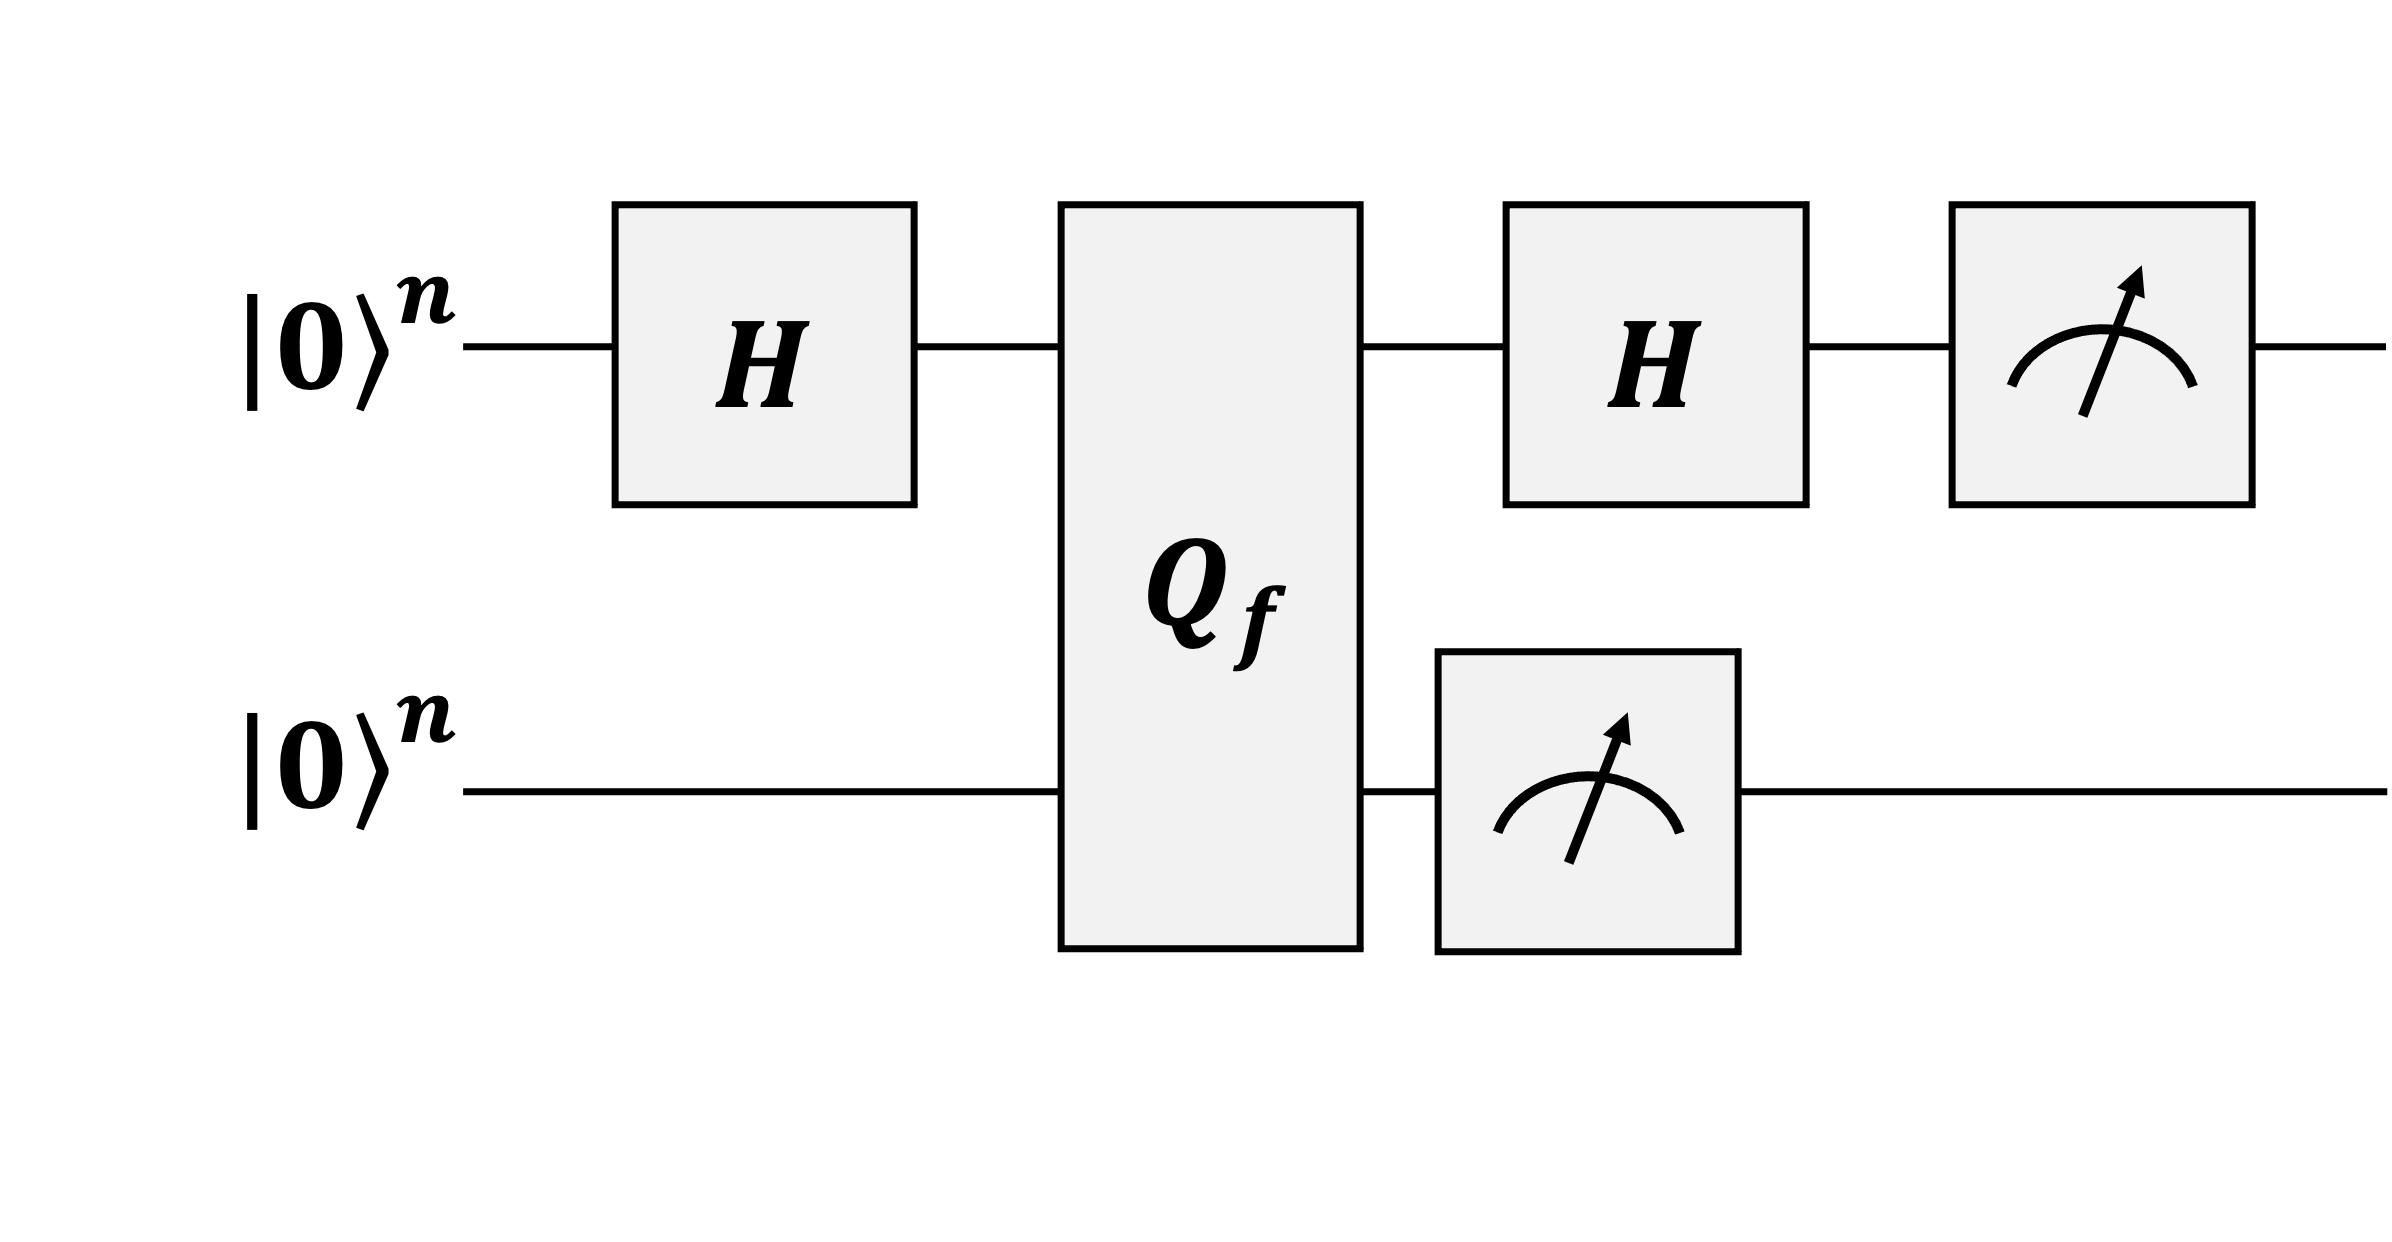 |0⟩ⁿ H H
Q_f
|0⟩ⁿ